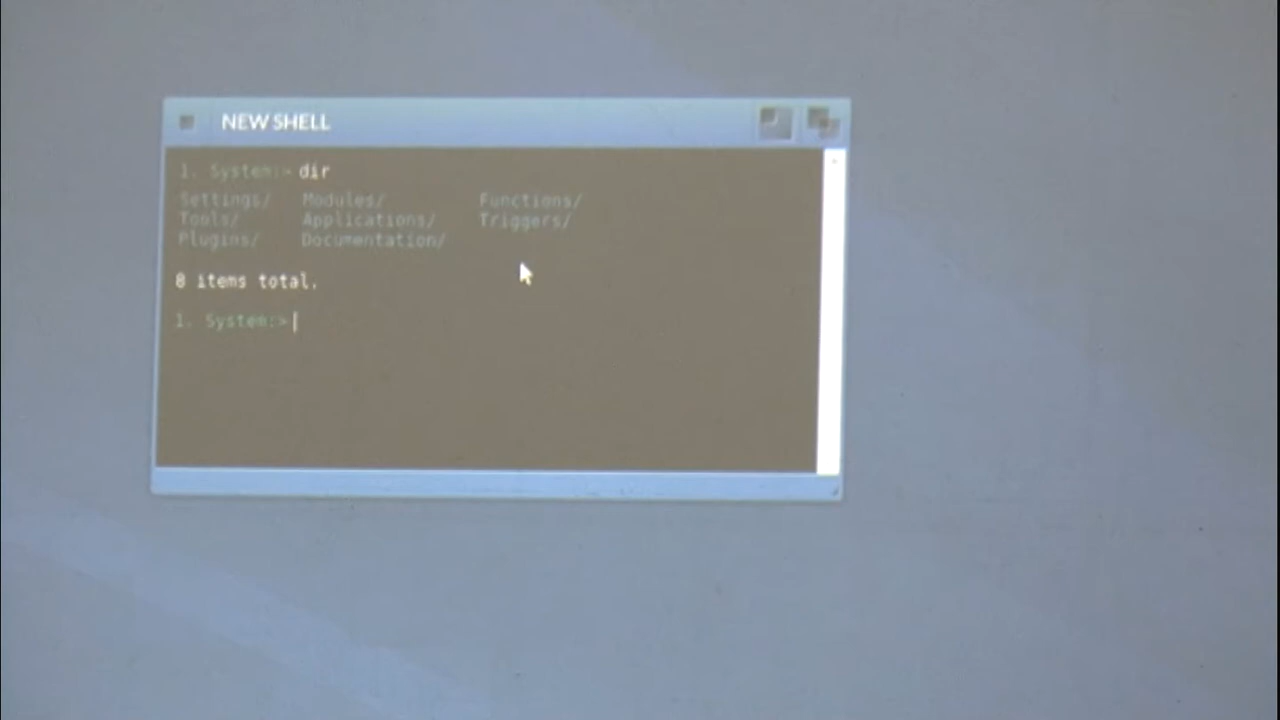 NEW SHELL
1. System:> dir
Settings/ Modules/ Functions/
Tools/ Applications/ Triggers/
Plugins/ Documentation/
8 items total.
1. System:>